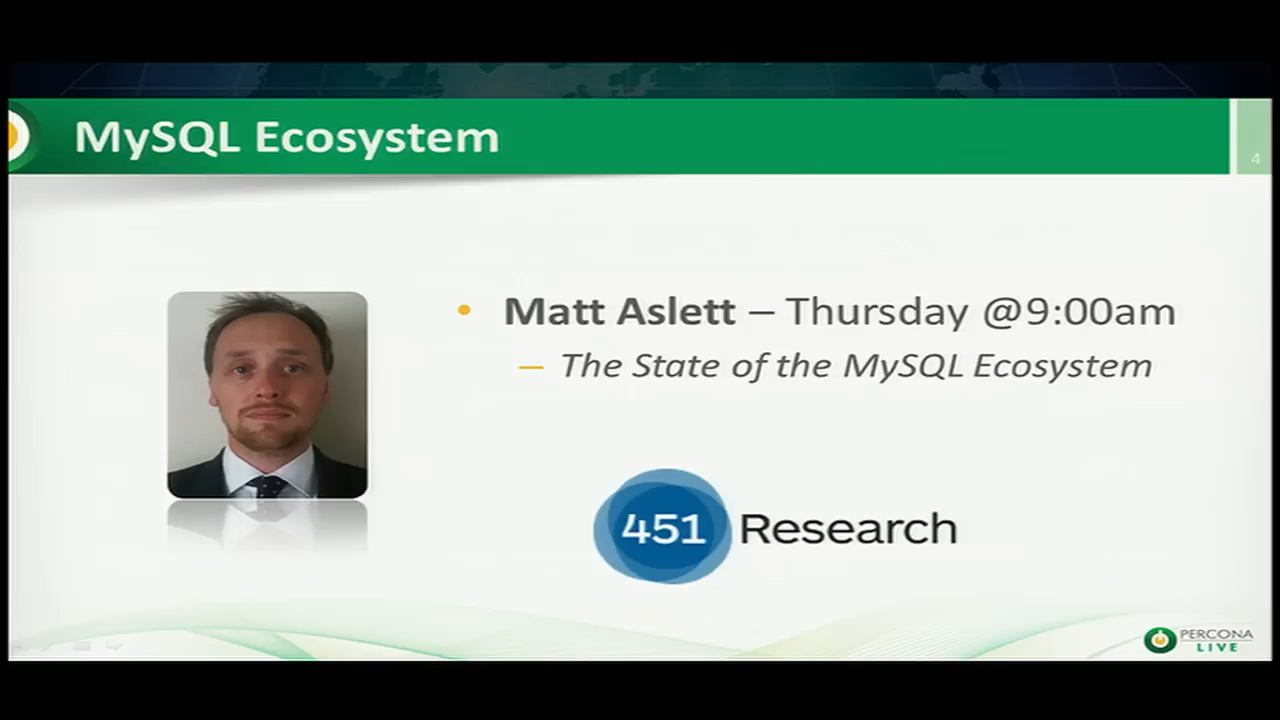 MySQL Ecosystem
4
• Matt Aslett – Thursday @9:00am
– The State of the MySQL Ecosystem
451 Research
PERCONA
LIVE